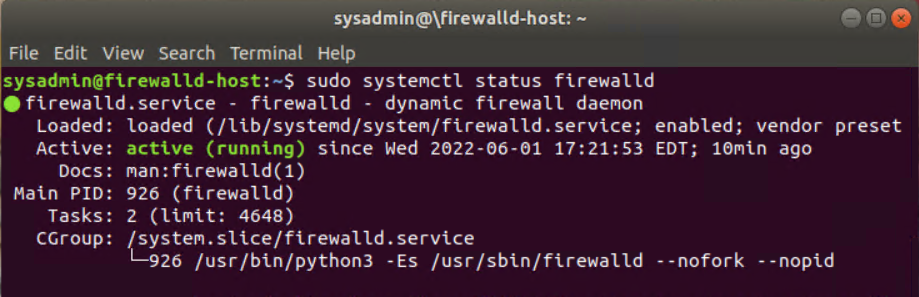 sysadmin@\firewalld-host: ~
File Edit View Search Terminal Help
sysadmin@firewalld-host:~$ sudo systemctl status firewalld
● firewalld.service - firewalld - dynamic firewall daemon
Loaded: loaded (/lib/systemd/system/firewalld.service; enabled; vendor preset
Active: active (running) since Wed 2022-06-01 17:21:53 EDT; 10min ago
Docs: man:firewalld(1)
Main PID: 926 (firewalld)
Tasks: 2 (limit: 4648)
CGroup: /system.slice/firewalld.service
└─926 /usr/bin/python3 -Es /usr/sbin/firewalld --nofork --nopid